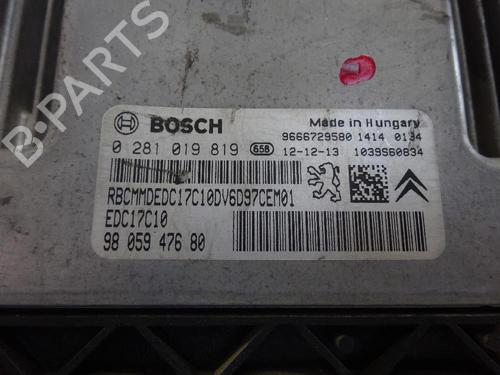 B-PARTS
BOSCH
Made in Hungary
9666729580 1414 0134
0 281 019 819 658 12-12-13 1039S60834
RBCMMDEDC17C10DV6D97CEM01
EDC17C10
98 059 476 80